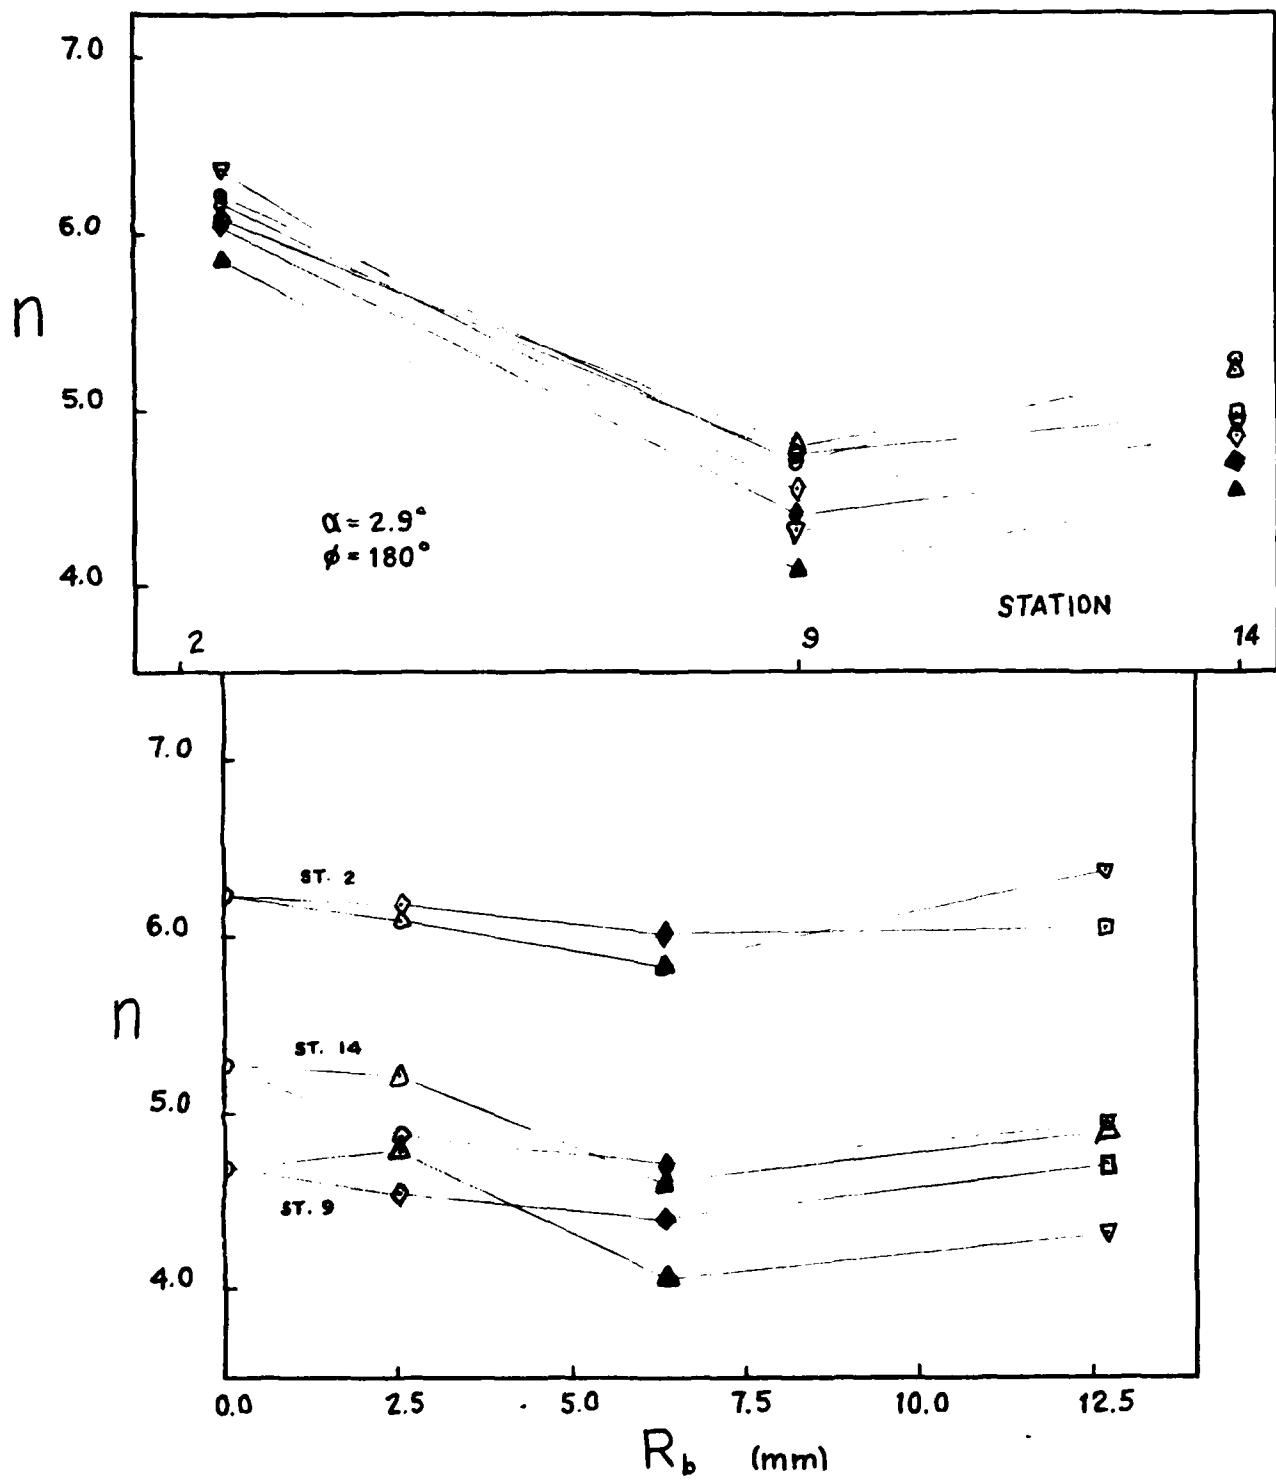 7.0
6.0
n
5.0
α = 2.9°
ϕ = 180°
4.0
STATION
2 9 14
7.0
ST. 2
6.0
n
ST. 14
5.0
ST. 9
4.0
0.0 2.5 5.0 7.5 10.0 12.5
R_b (mm)